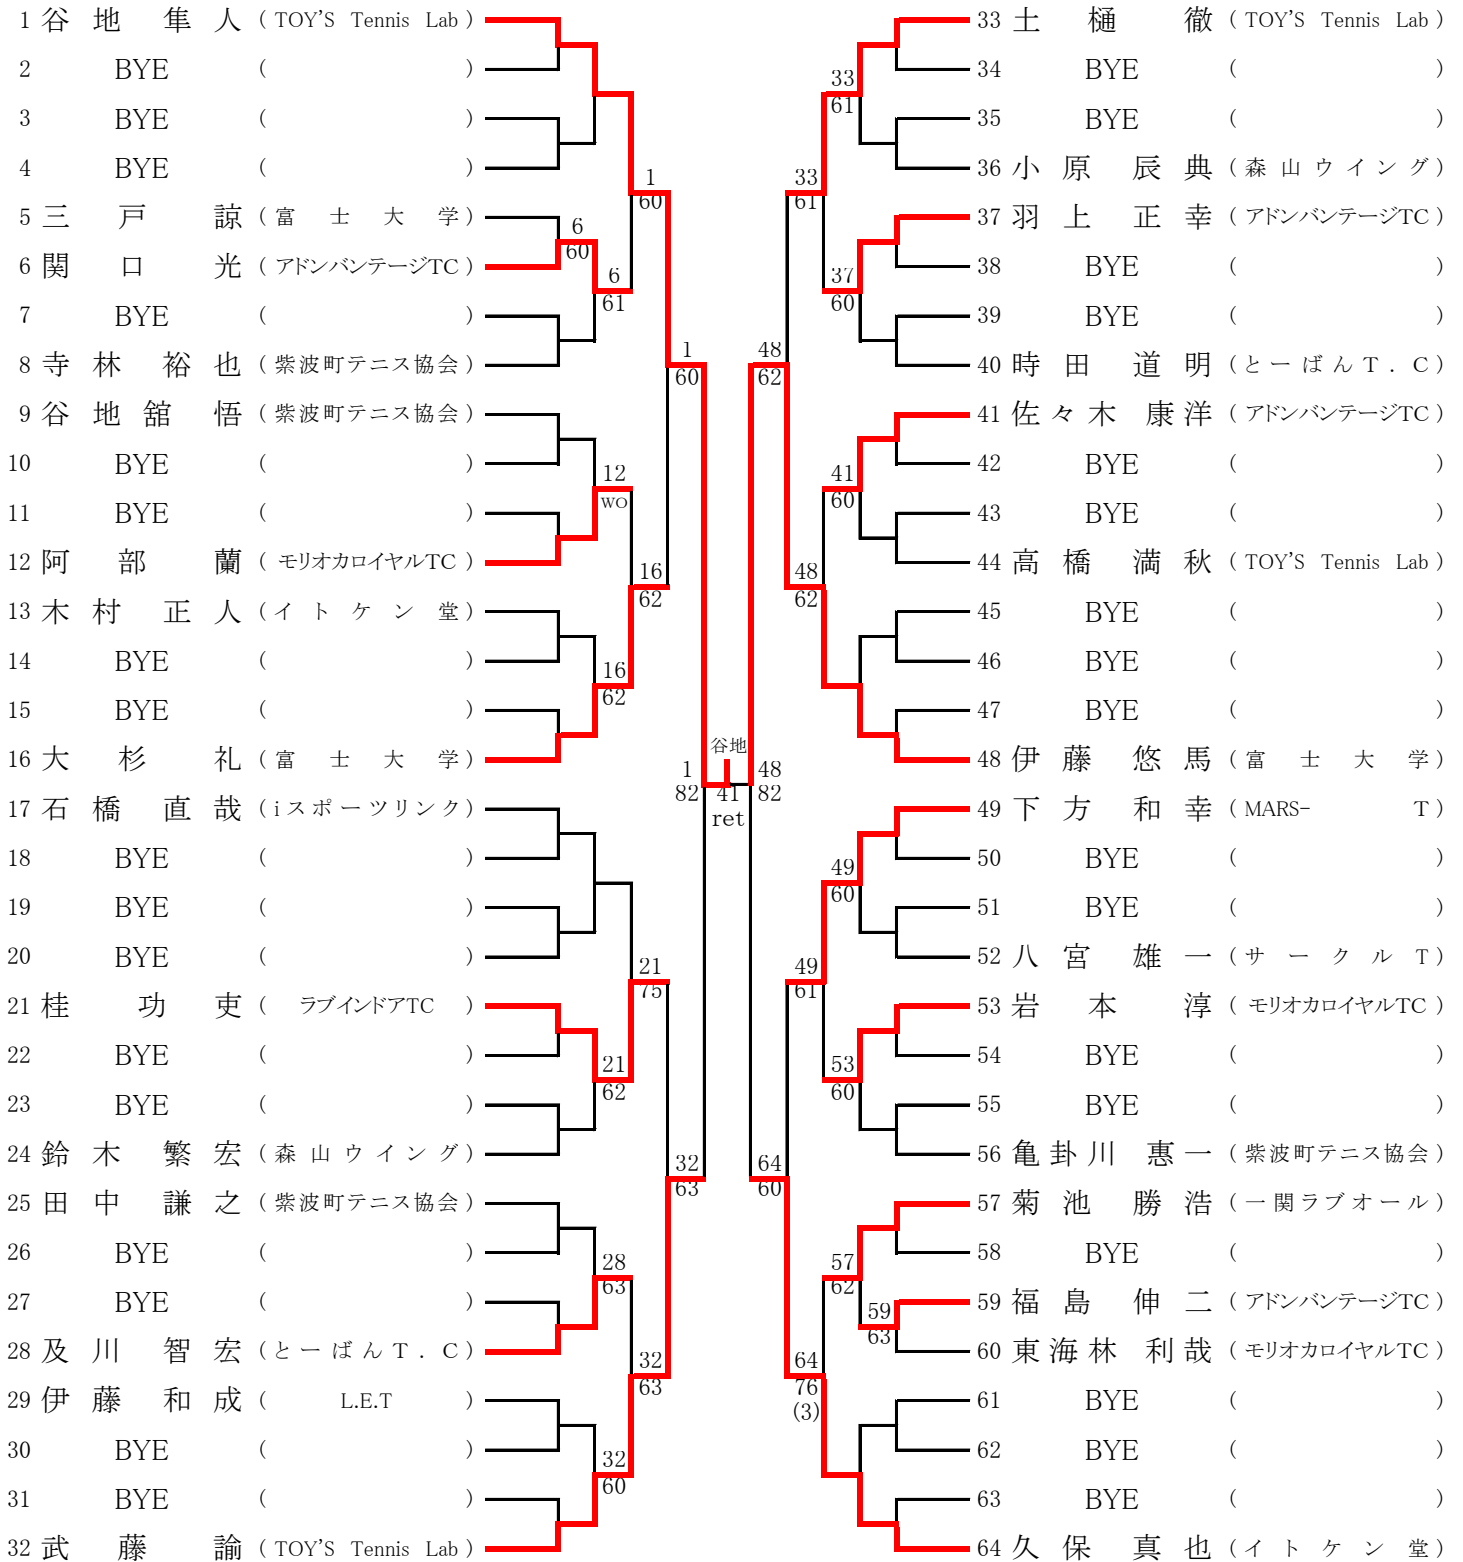 1 谷地 隼人 ( TOY'S Tennis Lab )
2 BYE ( )
3 BYE ( )
4 BYE ( )
5 三戸 諒 ( 富士大学 )
6 関口 光 ( アドバンテージTC )
7 BYE ( )
8 寺林 裕也 ( 紫波町テニス協会 )
9 谷地舘 悟 ( 紫波町テニス協会 )
10 BYE ( )
11 BYE ( )
12 阿部 蘭 ( モリオカロイヤルTC )
13 木村 正人 ( イトケン堂 )
14 BYE ( )
15 BYE ( )
16 大杉 礼 ( 富士大学 )
17 石橋 直哉 ( iスポーツリンク )
18 BYE ( )
19 BYE ( )
20 BYE ( )
21 桂 功吏 ( ラブインドアTC )
22 BYE ( )
23 BYE ( )
24 鈴木 繁宏 ( 森山ウイング )
25 田中 謙之 ( 紫波町テニス協会 )
26 BYE ( )
27 BYE ( )
28 及川 智宏 ( とーばんT.C )
29 伊藤 和成 ( L.E.T )
30 BYE ( )
31 BYE ( )
32 武藤 諭 ( TOY'S Tennis Lab )
6
60
12
WO
16
62
21
62
28
63
32
60
6
61
1
60
16
62
21
75
32
63
1
60
32
63
1
82
谷地
41
ret
48
82
48
62
64
60
33
61
48
62
49
61
64
76
(3)
33
61
37
60
41
60
49
60
53
60
57
62
59
63
33 土樋 徹 ( TOY'S Tennis Lab )
34 BYE ( )
35 BYE ( )
36 小原 辰典 ( 森山ウイング )
37 羽上 正幸 ( アドバンテージTC )
38 BYE ( )
39 BYE ( )
40 時田 道明 ( とーばんT.C )
41 佐々木 康洋 ( アドバンテージTC )
42 BYE ( )
43 BYE ( )
44 高橋 満秋 ( TOY'S Tennis Lab )
45 BYE ( )
46 BYE ( )
47 BYE ( )
48 伊藤 悠馬 ( 富士大学 )
49 下方 和幸 ( MARS- T )
50 BYE ( )
51 BYE ( )
52 八宮 雄一 ( サークルT )
53 岩本 淳 ( モリオカロイヤルTC )
54 BYE ( )
55 BYE ( )
56 亀卦川 惠一 ( 紫波町テニス協会 )
57 菊池 勝浩 ( 一関ラブオール )
58 BYE ( )
59 福島 伸二 ( アドバンテージTC )
60 東海林 利哉 ( モリオカロイヤルTC )
61 BYE ( )
62 BYE ( )
63 BYE ( )
64 久保 真也 ( イトケン堂 )